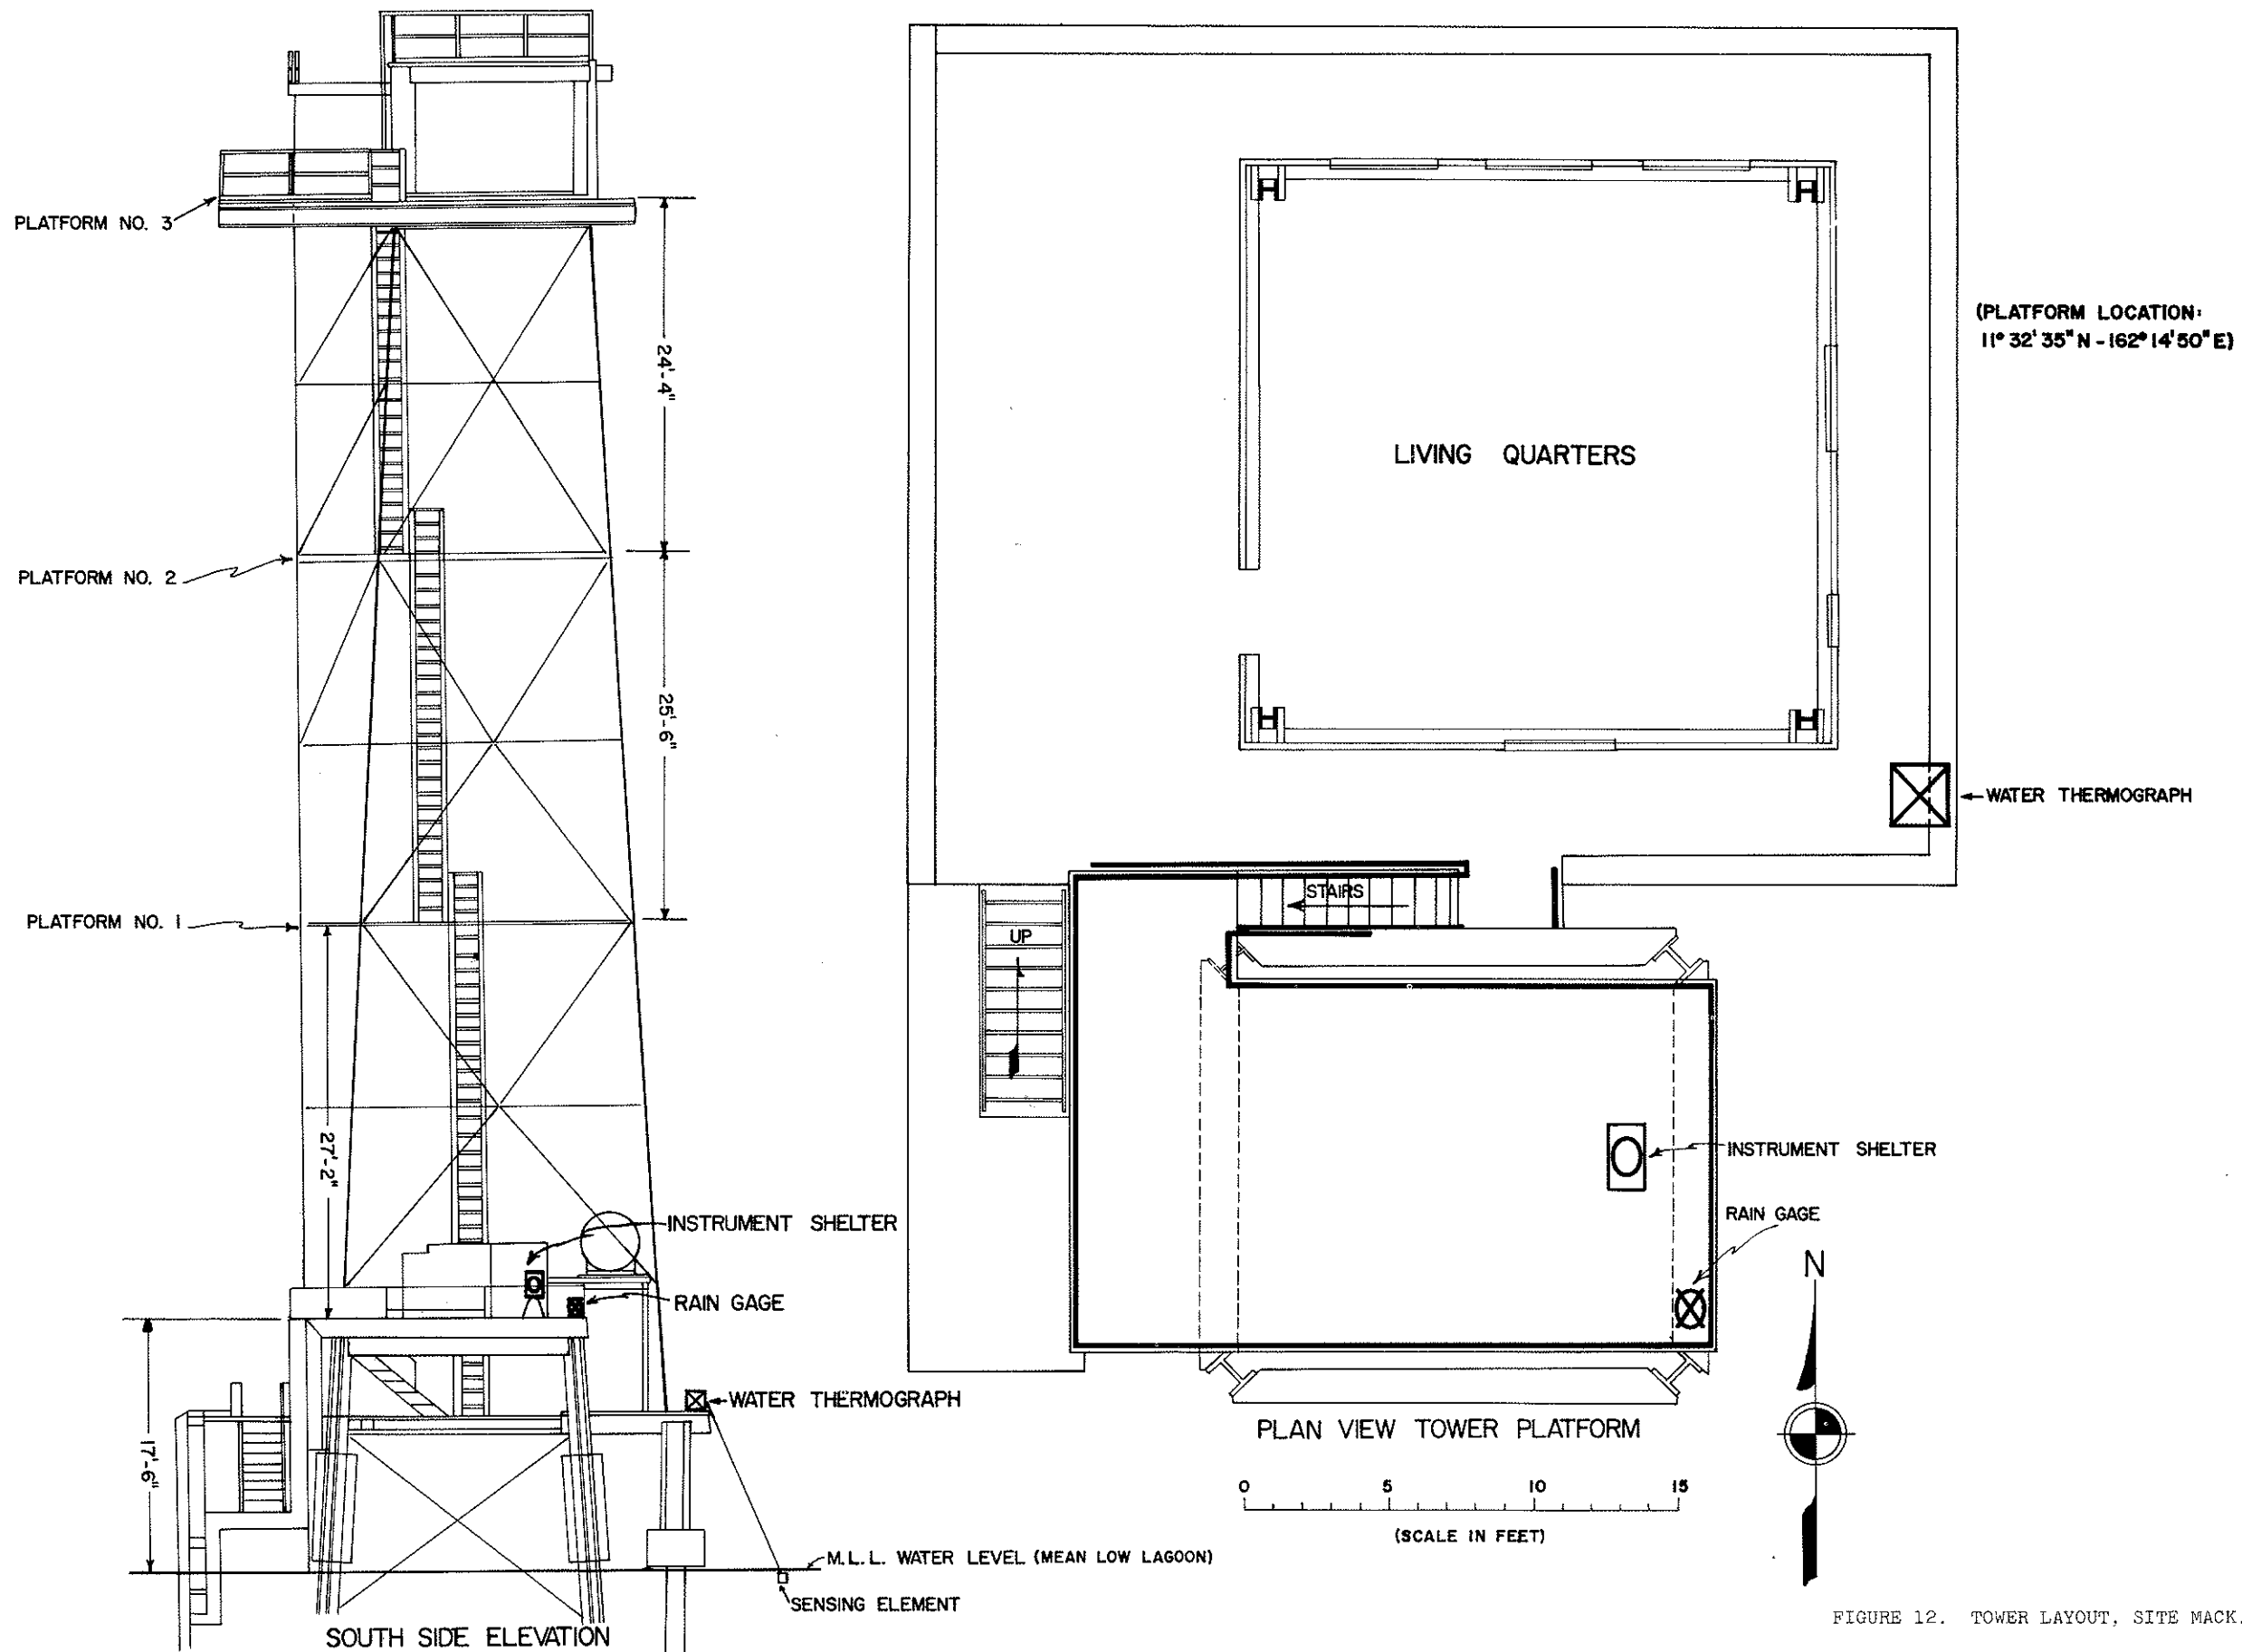 PLATFORM NO. 3
24'-4"
PLATFORM NO. 2
25'-6"
PLATFORM NO. 1
27'-2"
INSTRUMENT SHELTER
RAIN GAGE
WATER THERMOGRAPH
17'-6"
M.L.L. WATER LEVEL (MEAN LOW LAGOON)
SENSING ELEMENT
SOUTH SIDE ELEVATION
LIVING QUARTERS
(PLATFORM LOCATION:
11° 32' 35" N - 162° 14' 50" E)
WATER THERMOGRAPH
STAIRS
UP
INSTRUMENT SHELTER
RAIN GAGE
N
PLAN VIEW TOWER PLATFORM
0 5 10 15
(SCALE IN FEET)
FIGURE 12. TOWER LAYOUT, SITE MACK.